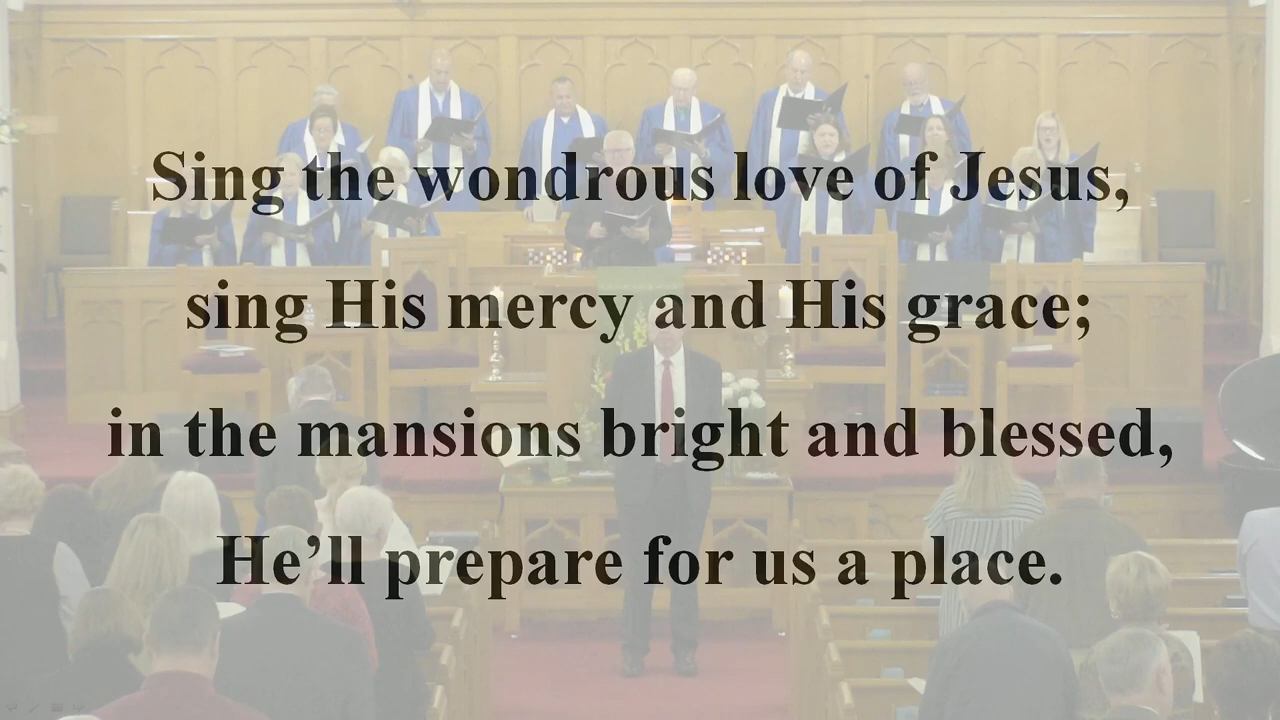 Sing the wondrous love of Jesus,
sing His mercy and His grace;
in the mansions bright and blessed,
He’ll prepare for us a place.